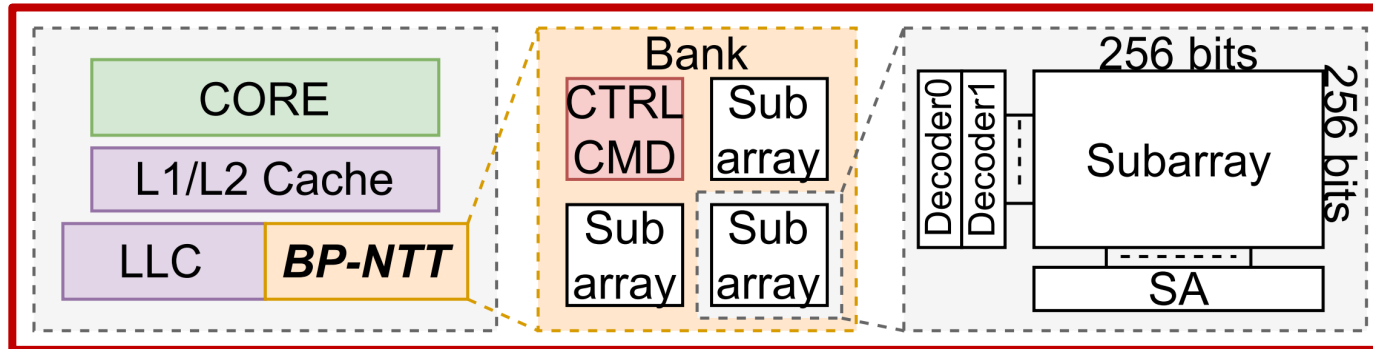 CORE
L1/L2 Cache
LLC
BP-NTT
Bank
CTRL
CMD
Sub
array
Sub
array
Sub
array
256 bits
256 bits
Decoder0
Decoder1
Subarray
SA